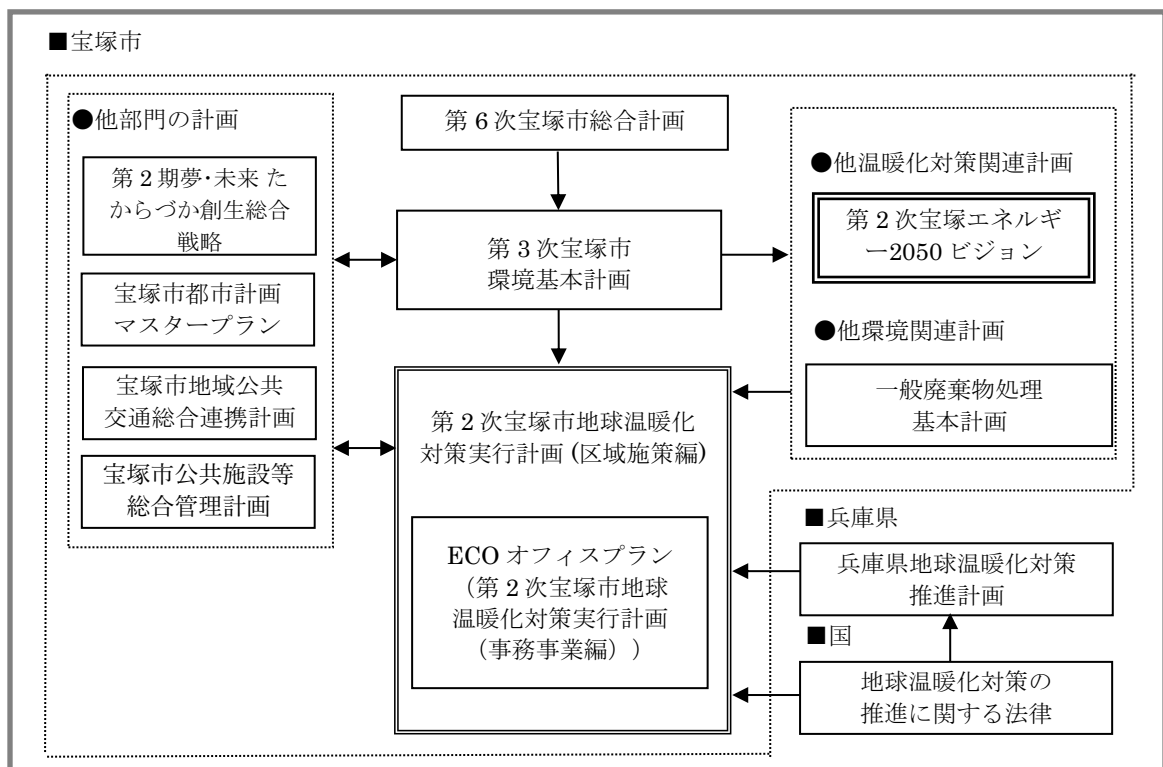 ■宝塚市
●他部門の計画
第2期夢・未来 た
からづか創生総合
戦略
宝塚市都市計画
マスタープラン
宝塚市地域公共
交通総合連携計画
宝塚市公共施設等
総合管理計画
第6次宝塚市総合計画
第3次宝塚市
環境基本計画
第2次宝塚市地球温暖化
対策実行計画(区域施策編)
ECOオフィスプラン
(第2次宝塚市地球
温暖化対策実行計画
(事務事業編))
●他温暖化対策関連計画
第2次宝塚エネルギ
ー2050ビジョン
●他環境関連計画
一般廃棄物処理
基本計画
■兵庫県
兵庫県地球温暖化対策
推進計画
■国
地球温暖化対策の
推進に関する法律